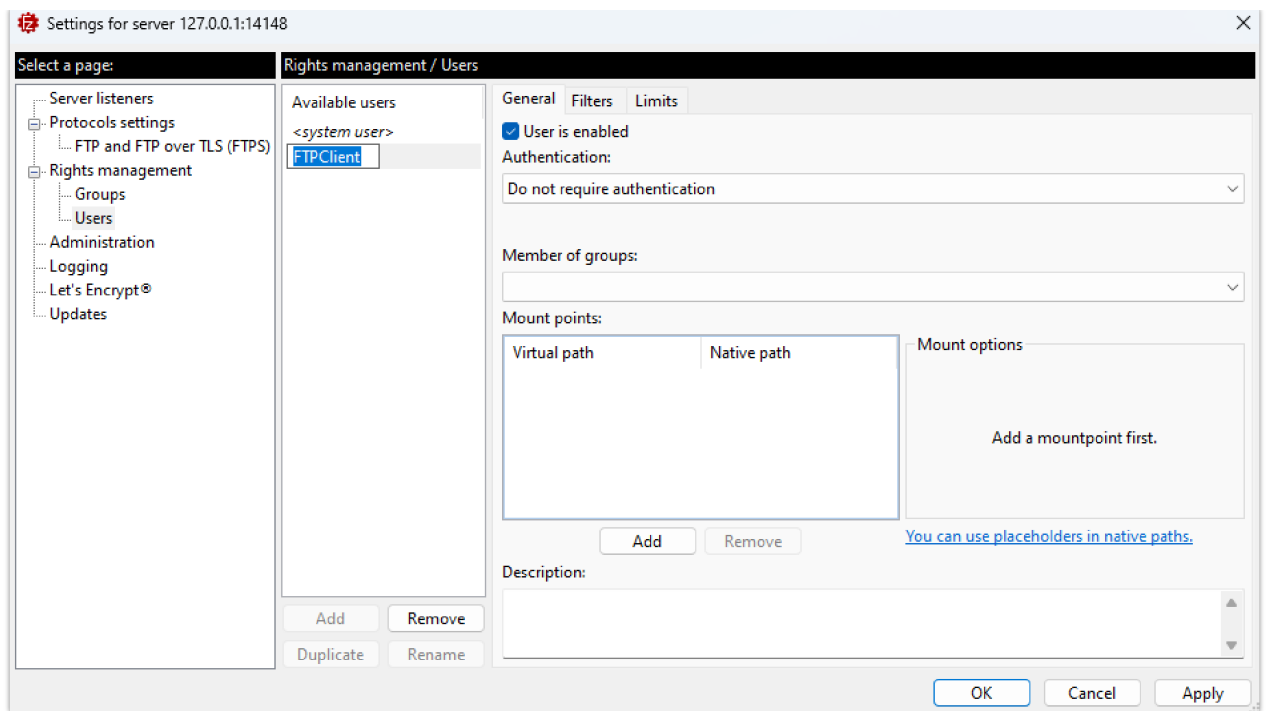 Settings for server 127.0.0.1:14148
Select a page:
Rights management / Users
Server listeners
Protocols settings
FTP and FTP over TLS (FTPS)
Rights management
Groups
Users
Administration
Logging
Let's Encrypt®
Updates
Available users
<system user>
FTPClient
Add
Remove
Duplicate
Rename
General
Filters
Limits
User is enabled
Authentication:
Do not require authentication
Member of groups:
Mount points:
Virtual path
Native path
Mount options
Add a mountpoint first.
Add
Remove
You can use placeholders in native paths.
Description:
OK
Cancel
Apply